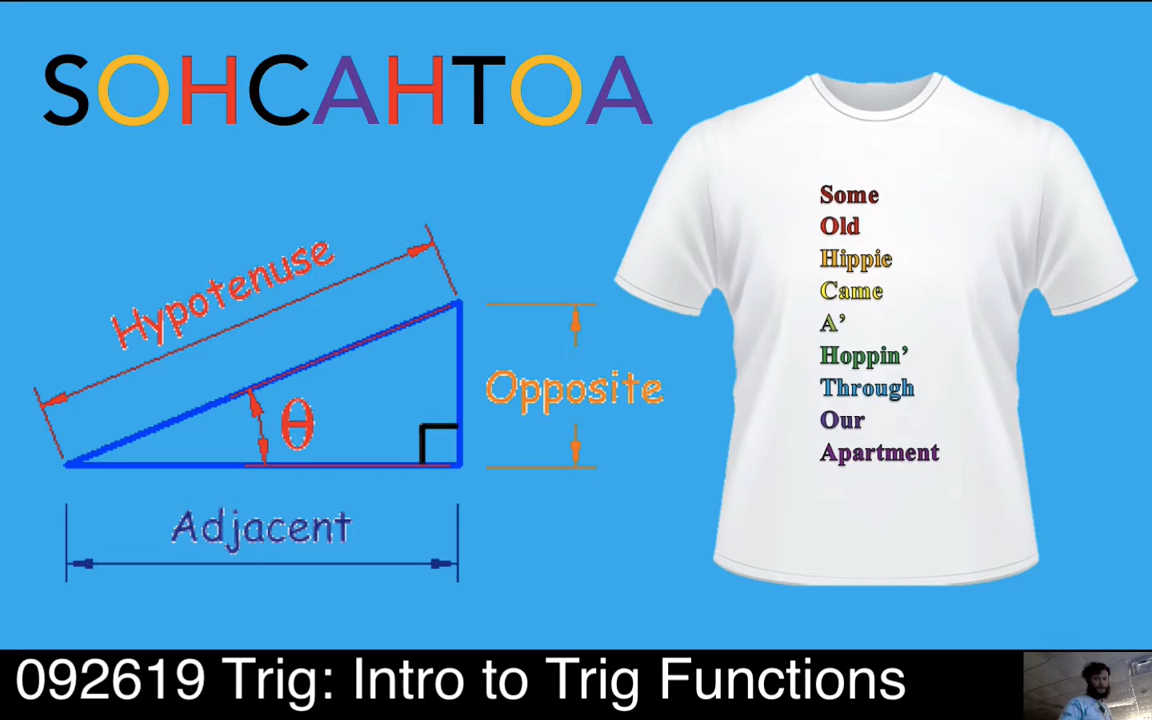 SOHCAHTOA
Some
Old
Hippie
Came
A’
Hoppin’
Through
Our
Apartment
Hypotenuse
θ
Opposite
Adjacent
092619 Trig: Intro to Trig Functions